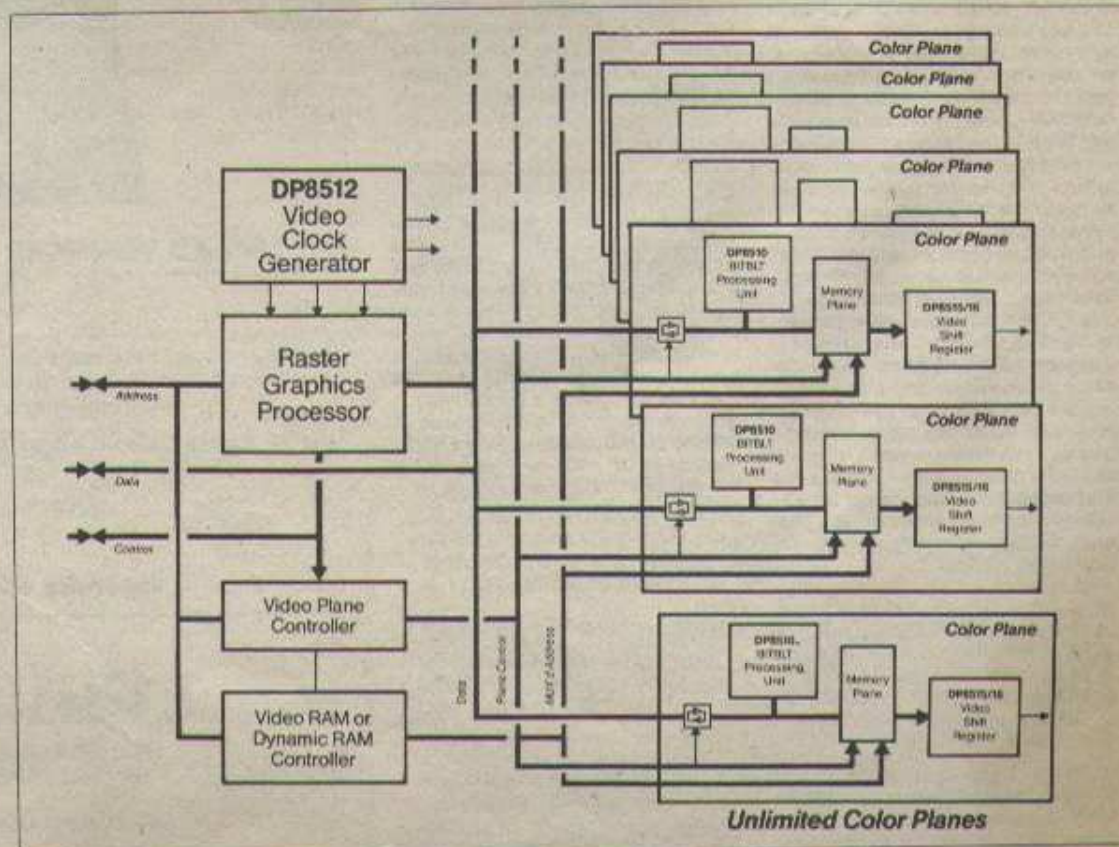 Color Plane
Color Plane
Color Plane
Color Plane
Color Plane
DP8512
Video
Clock
Generator
DP8510
BITBLT
Processing
Unit
Memory
Plane
DP8515/16
Video
Shift
Register
Raster
Graphics
Processor
Address
Data
Control
Color Plane
DP8510
BITBLT
Processing
Unit
Memory
Plane
DP8515/16
Video
Shift
Register
Video Plane
Controller
Video RAM or
Dynamic RAM
Controller
Data
Plane Control
Mux'd Address
Color Plane
DP8510
BITBLT
Processing
Unit
Memory
Plane
DP8515/16
Video
Shift
Register
Unlimited Color Planes